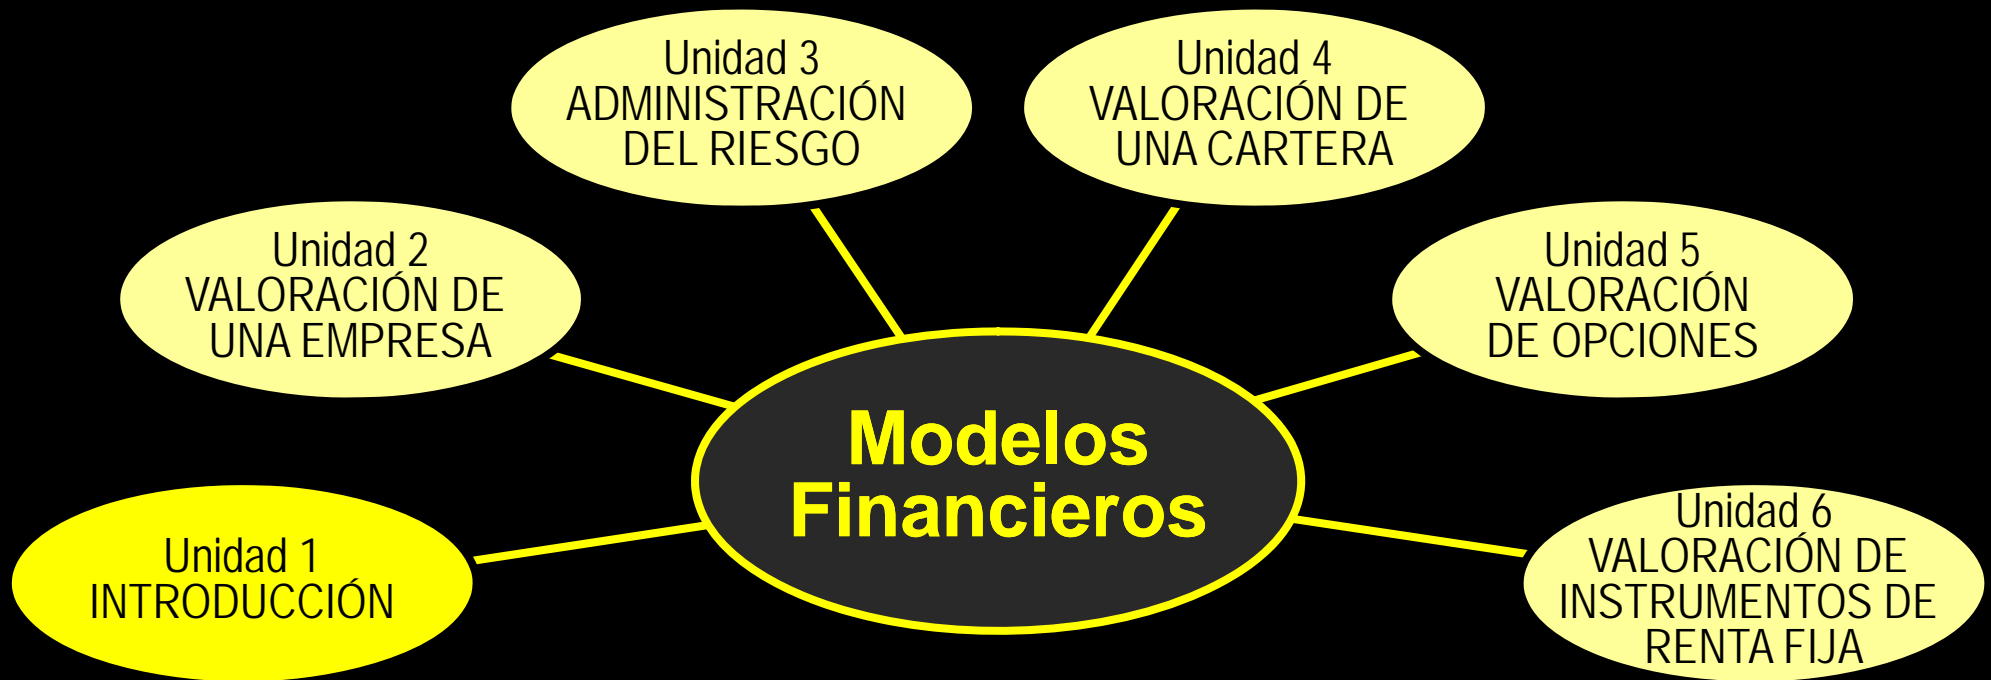 Unidad 3
ADMINISTRACIÓN
DEL RIESGO
Unidad 4
VALORACIÓN DE
UNA CARTERA
Unidad 2
VALORACIÓN DE
UNA EMPRESA
Unidad 5
VALORACIÓN
DE OPCIONES
Modelos
Financieros
Unidad 1
INTRODUCCIÓN
Unidad 6
VALORACIÓN DE
INSTRUMENTOS DE
RENTA FIJA